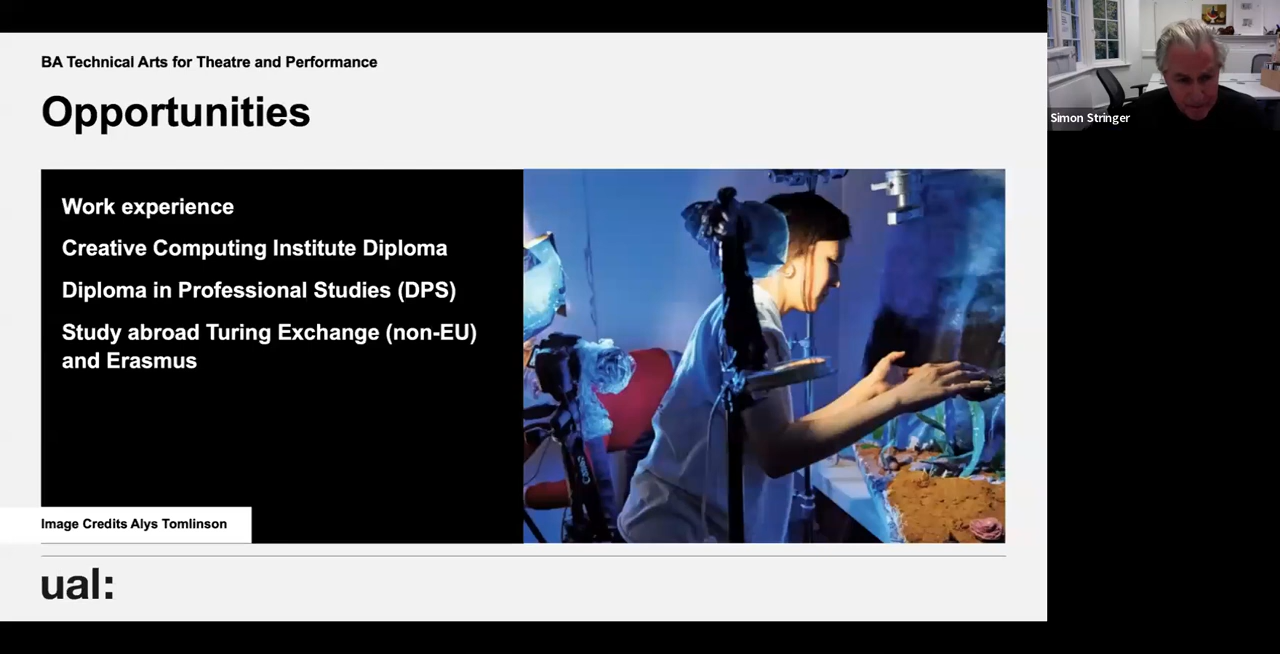 BA Technical Arts for Theatre and Performance
Opportunities
Work experience
Creative Computing Institute Diploma
Diploma in Professional Studies (DPS)
Study abroad Turing Exchange (non-EU)
and Erasmus
Image Credits Alys Tomlinson
ual:
Simon Stringer